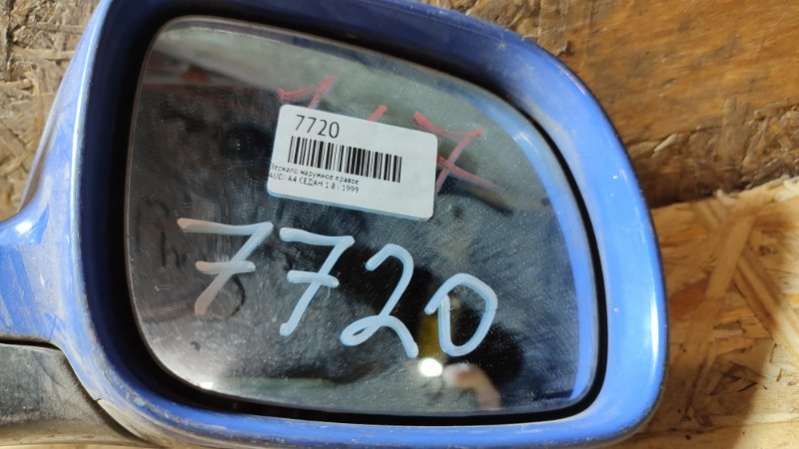 7720
Зеркало наружное правое
AUDI A4 СЕДАН 1.8 i 1999
7720